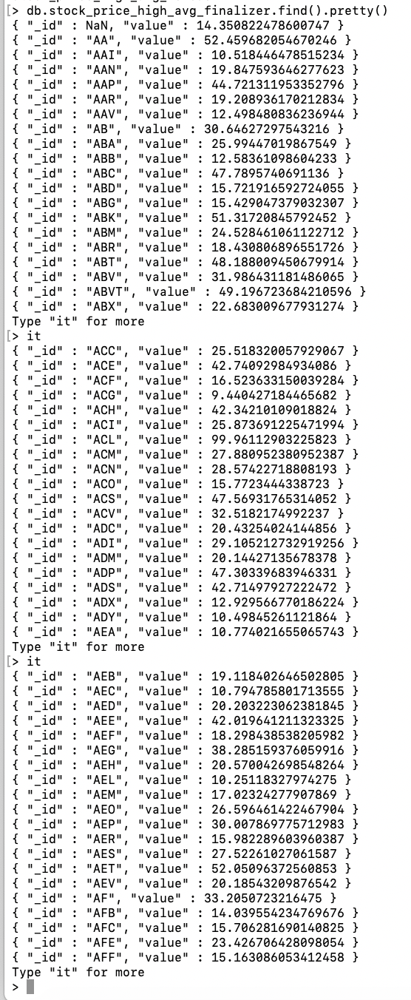 [> db.stock_price_high_avg_finalizer.find().pretty()
{ "_id" : NaN, "value" : 14.350822478600747 }
{ "_id" : "AA", "value" : 52.459682054670246 }
{ "_id" : "AAI", "value" : 10.518446478515234 }
{ "_id" : "AAN", "value" : 19.847593646277623 }
{ "_id" : "AAP", "value" : 44.721311953352796 }
{ "_id" : "AAR", "value" : 19.208936170212834 }
{ "_id" : "AAV", "value" : 12.498480836236944 }
{ "_id" : "AB", "value" : 30.64627297543216 }
{ "_id" : "ABA", "value" : 25.99447019867549 }
{ "_id" : "ABB", "value" : 12.58361098604233 }
{ "_id" : "ABC", "value" : 47.7895740691136 }
{ "_id" : "ABD", "value" : 15.721916592724055 }
{ "_id" : "ABG", "value" : 15.429047379032307 }
{ "_id" : "ABK", "value" : 51.31720845792452 }
{ "_id" : "ABM", "value" : 24.528461061122712 }
{ "_id" : "ABR", "value" : 18.430806896551726 }
{ "_id" : "ABT", "value" : 48.188009450679914 }
{ "_id" : "ABV", "value" : 31.986431181486065 }
{ "_id" : "ABVT", "value" : 49.196723684210596 }
{ "_id" : "ABX", "value" : 22.683009677931274 }
Type "it" for more
[> it
{ "_id" : "ACC", "value" : 25.518320057929067 }
{ "_id" : "ACE", "value" : 42.74092984934086 }
{ "_id" : "ACF", "value" : 16.523633150039284 }
{ "_id" : "ACG", "value" : 9.440427184465682 }
{ "_id" : "ACH", "value" : 42.34210109018824 }
{ "_id" : "ACI", "value" : 25.873691225471994 }
{ "_id" : "ACL", "value" : 99.96112903225823 }
{ "_id" : "ACM", "value" : 27.880952380952387 }
{ "_id" : "ACN", "value" : 28.57422718808193 }
{ "_id" : "ACO", "value" : 15.7723444338723 }
{ "_id" : "ACS", "value" : 47.56931765314052 }
{ "_id" : "ACV", "value" : 32.5182174992237 }
{ "_id" : "ADC", "value" : 20.43254024144856 }
{ "_id" : "ADI", "value" : 29.105212732919256 }
{ "_id" : "ADM", "value" : 20.14427135678378 }
{ "_id" : "ADP", "value" : 47.30339683946331 }
{ "_id" : "ADS", "value" : 42.71497927222472 }
{ "_id" : "ADX", "value" : 12.929566770186224 }
{ "_id" : "ADY", "value" : 10.49845261121864 }
{ "_id" : "AEA", "value" : 10.774021655065743 }
Type "it" for more
[> it
{ "_id" : "AEB", "value" : 19.118402646502805 }
{ "_id" : "AEC", "value" : 10.794785801713555 }
{ "_id" : "AED", "value" : 20.203223062381845 }
{ "_id" : "AEE", "value" : 42.019641211323325 }
{ "_id" : "AEF", "value" : 18.298438538205982 }
{ "_id" : "AEG", "value" : 38.285159376059916 }
{ "_id" : "AEH", "value" : 20.570042698548264 }
{ "_id" : "AEL", "value" : 10.25118327974275 }
{ "_id" : "AEM", "value" : 17.02324277907869 }
{ "_id" : "AEO", "value" : 26.596461422467904 }
{ "_id" : "AEP", "value" : 30.007869775712983 }
{ "_id" : "AER", "value" : 15.982289603960387 }
{ "_id" : "AES", "value" : 27.52261027061587 }
{ "_id" : "AET", "value" : 52.05096372560853 }
{ "_id" : "AEV", "value" : 20.18543209876542 }
{ "_id" : "AF", "value" : 33.2050723216475 }
{ "_id" : "AFB", "value" : 14.039554234769676 }
{ "_id" : "AFC", "value" : 15.706281690140825 }
{ "_id" : "AFE", "value" : 23.426706428098054 }
{ "_id" : "AFF", "value" : 15.163086053412458 }
Type "it" for more
>